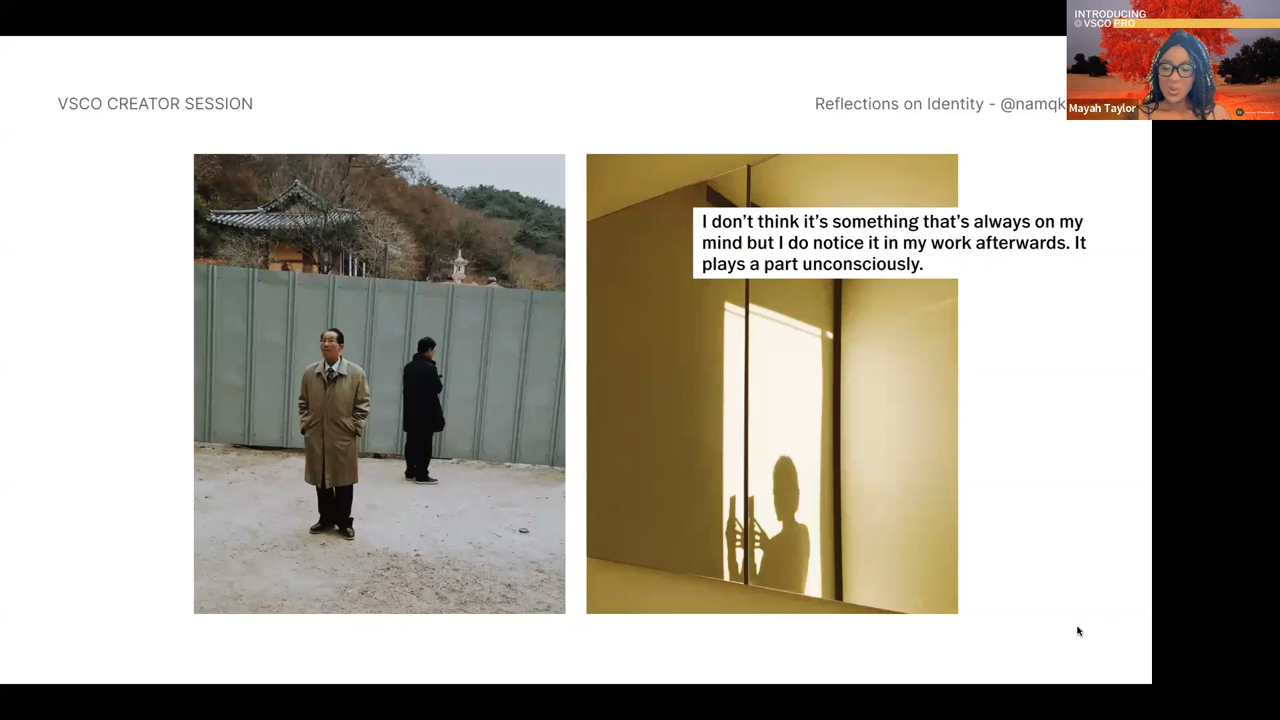 INTRODUCING
VSCO PRO
VSCO CREATOR SESSION
Reflections on Identity - @namqk
Mayah Taylor
I don’t think it’s something that’s always on my
mind but I do notice it in my work afterwards. It
plays a part unconsciously.